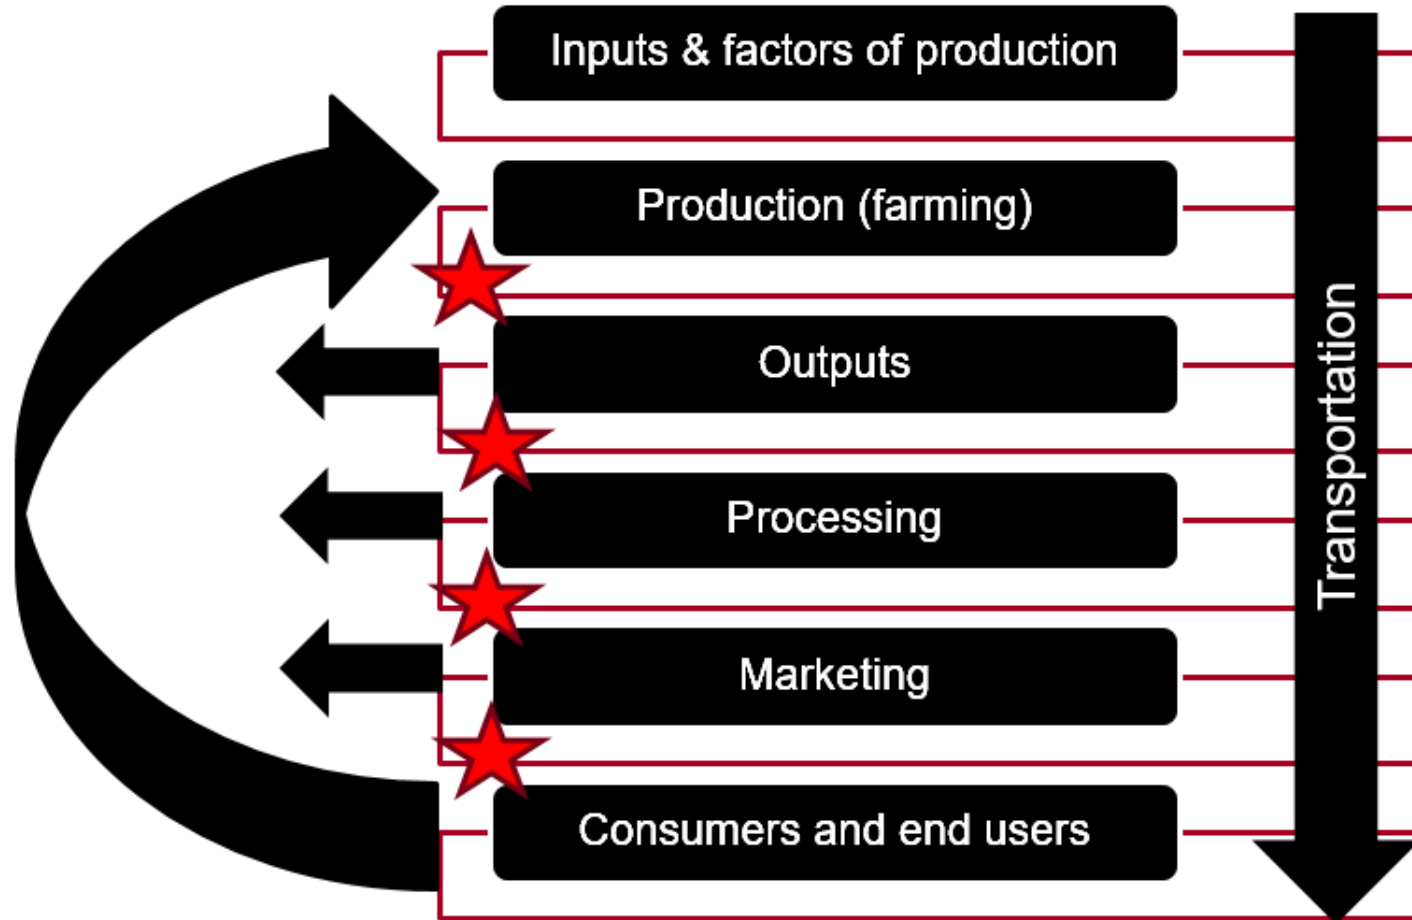 Inputs & factors of production
Production (farming)
Outputs
Processing
Marketing
Consumers and end users
Transportation